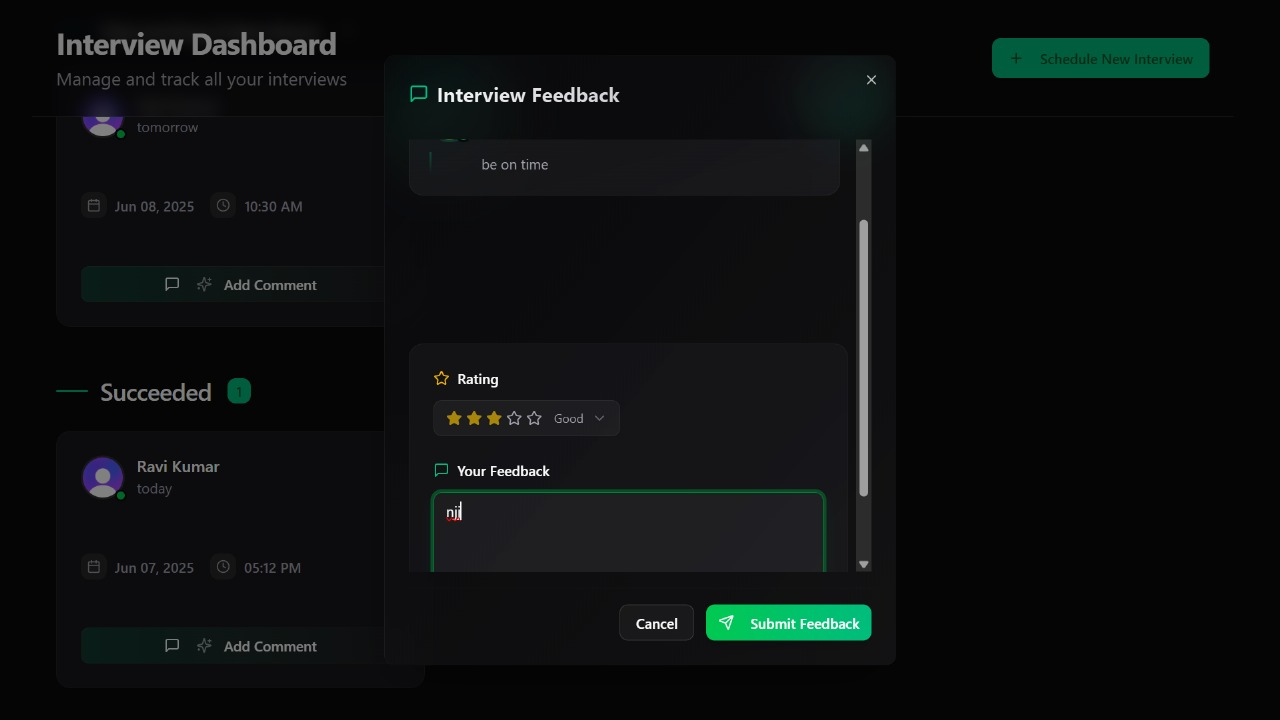 Interview Dashboard
Manage and track all your interviews
Schedule New Interview
tomorrow
Jun 08, 2025 10:30 AM
Add Comment
Succeeded 1
Ravi Kumar
today
Jun 07, 2025 05:12 PM
Add Comment
Interview Feedback
be on time
Rating
Good
Your Feedback
nji
Cancel
Submit Feedback